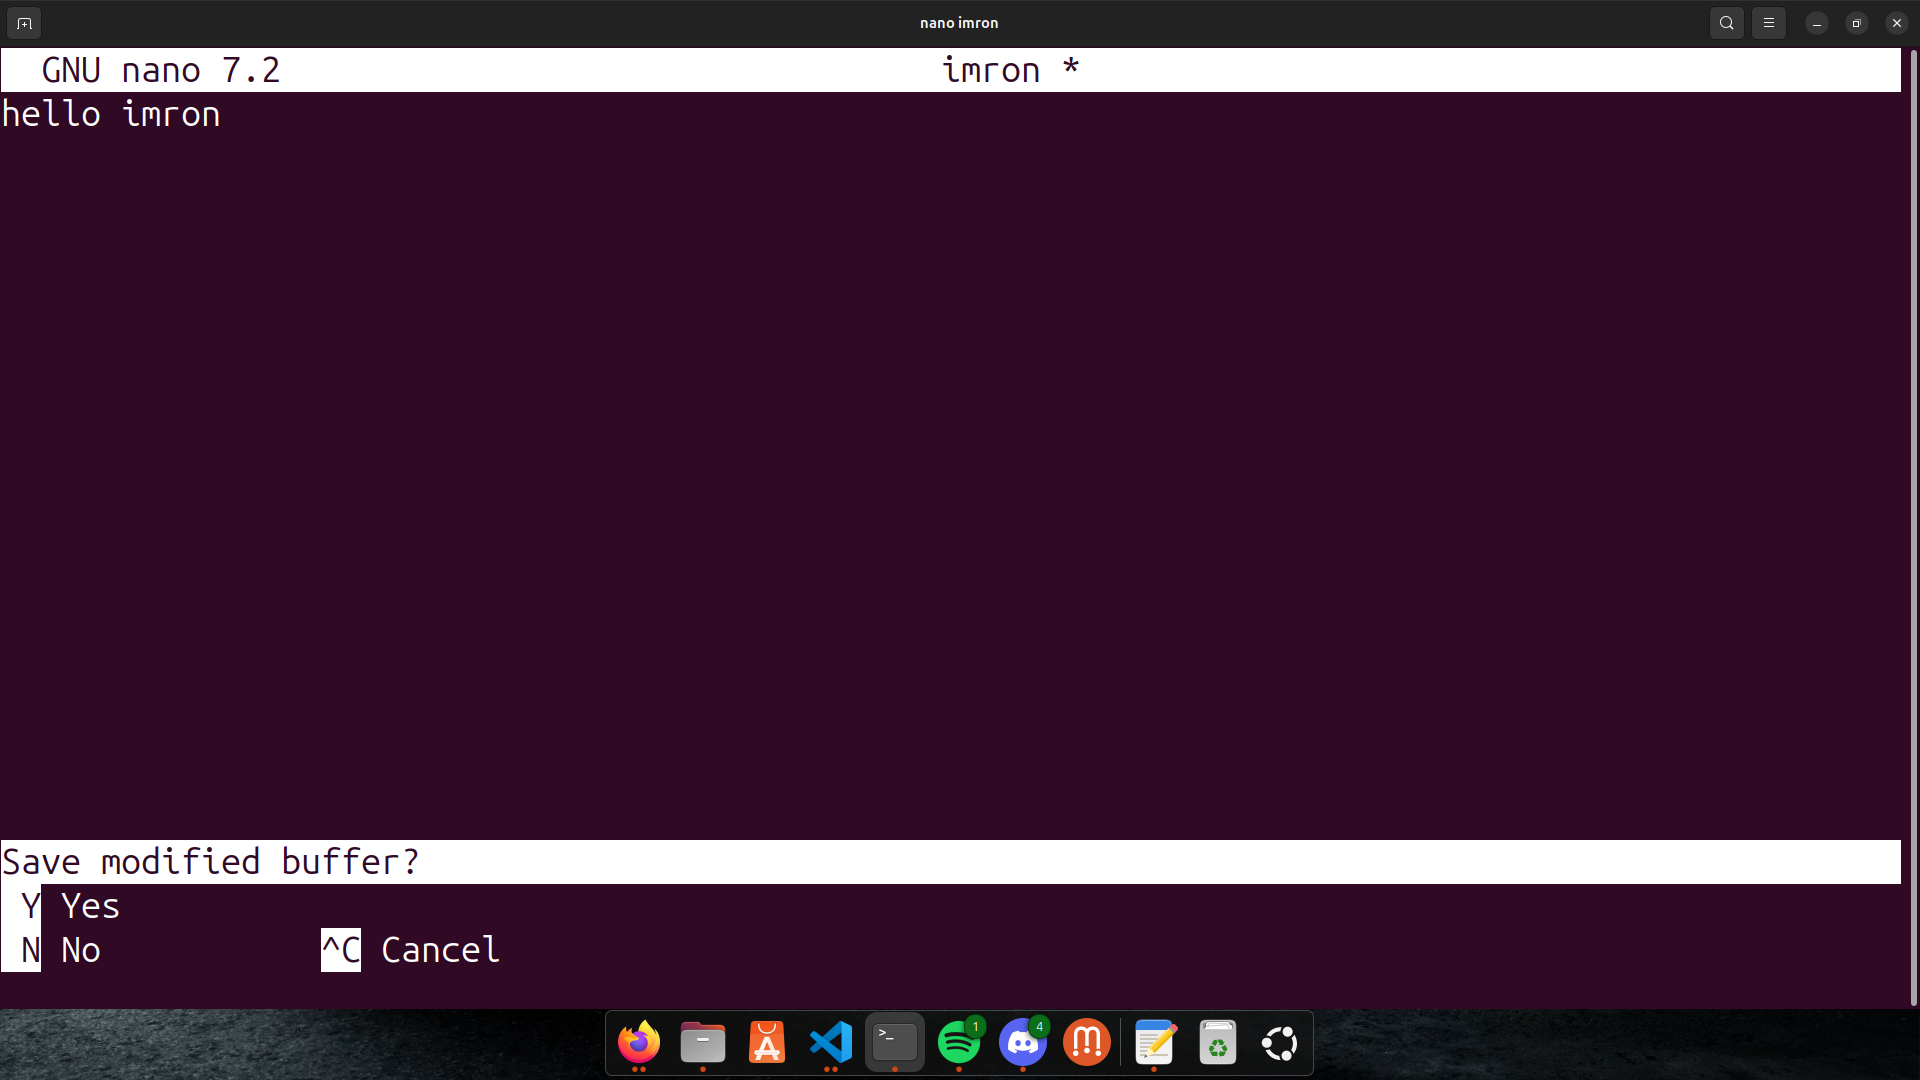 nano imron
GNU nano 7.2 imron *
hello imron
Save modified buffer?
Y Yes
N No ^C Cancel
>_ 1 4